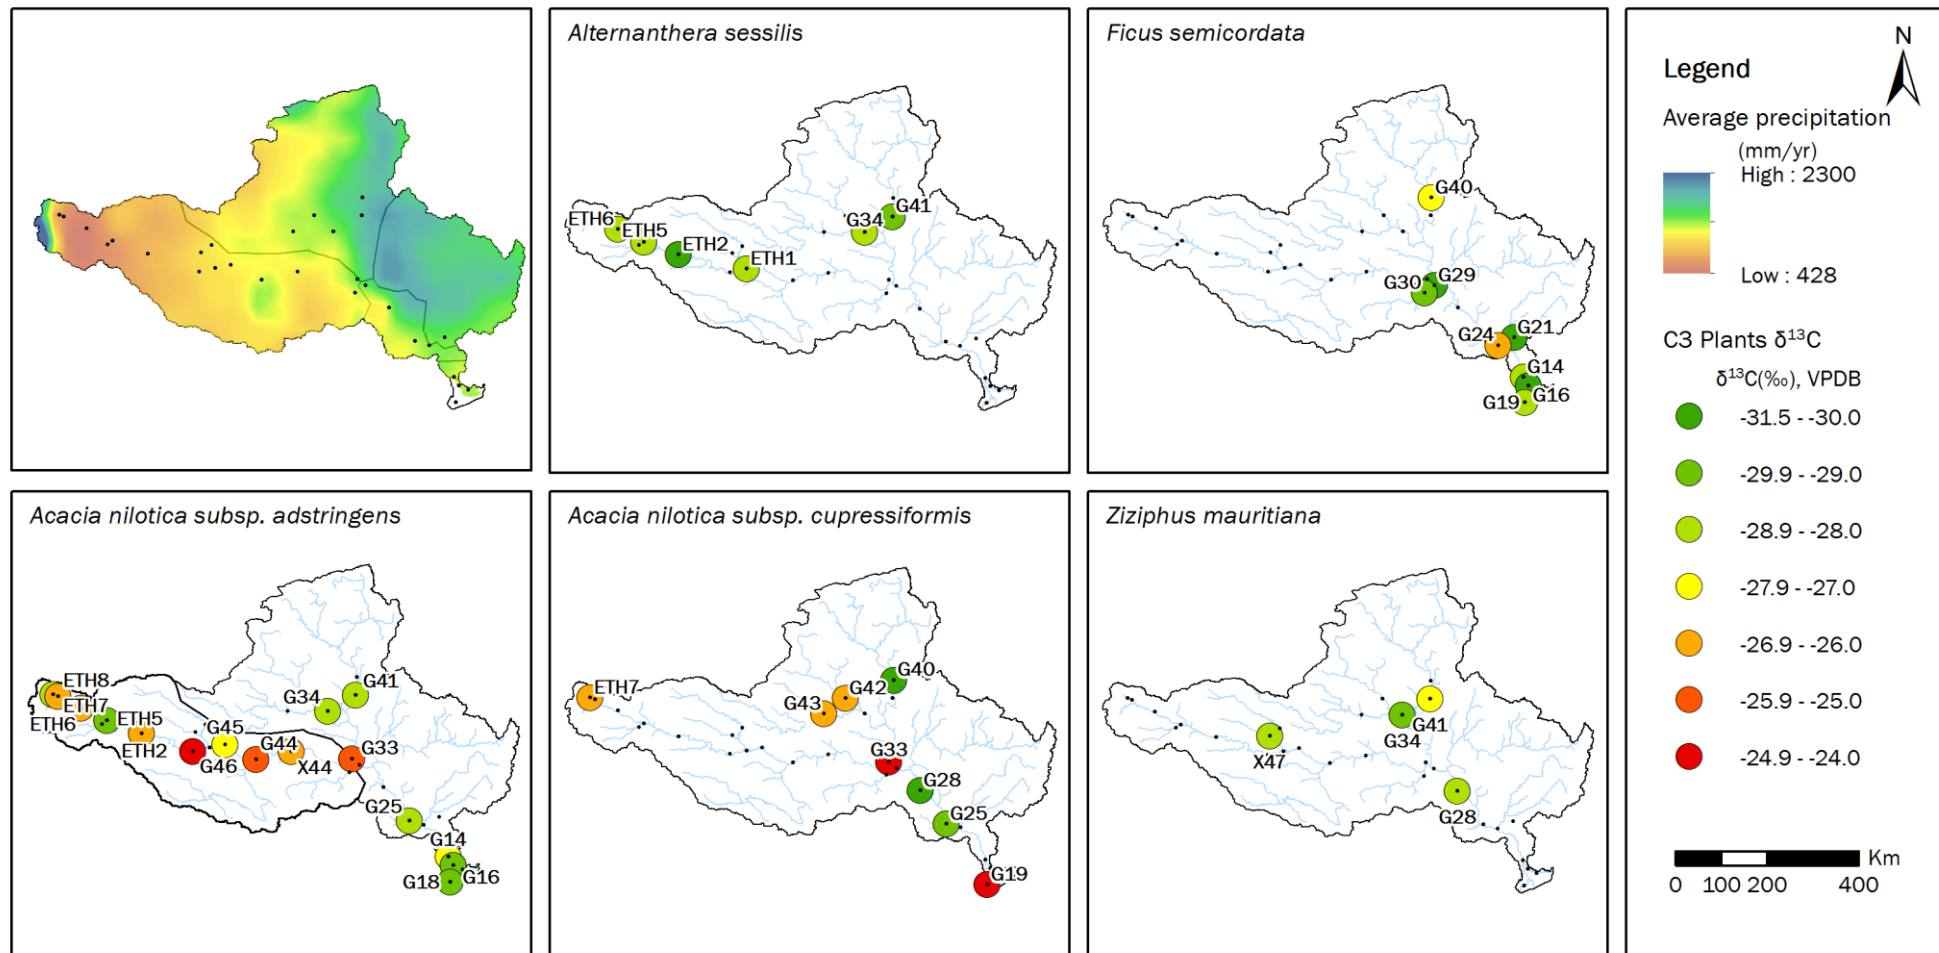 Alternanthera sessilis
ETH6
ETH5
ETH2
ETH1
G34
G41
Ficus semicordata
G40
G30
G29
G24
G21
G14
G16
G19
N
Legend
Average precipitation
(mm/yr)
High : 2300
Low : 428
C3 Plants δ¹³C
δ¹³C(‰), VPDB
-31.5 - -30.0
-29.9 - -29.0
-28.9 - -28.0
-27.9 - -27.0
-26.9 - -26.0
-25.9 - -25.0
-24.9 - -24.0
Km
0 100 200 400
Acacia nilotica subsp. adstringens
ETH8
ETH7
ETH6
ETH5
ETH2
G45
G46
G44
X44
G34
G41
G33
G25
G14
G18
G16
Acacia nilotica subsp. cupressiformis
ETH7
G40
G42
G43
G33
G28
G25
G19
Ziziphus mauritiana
G41
G34
X47
G28